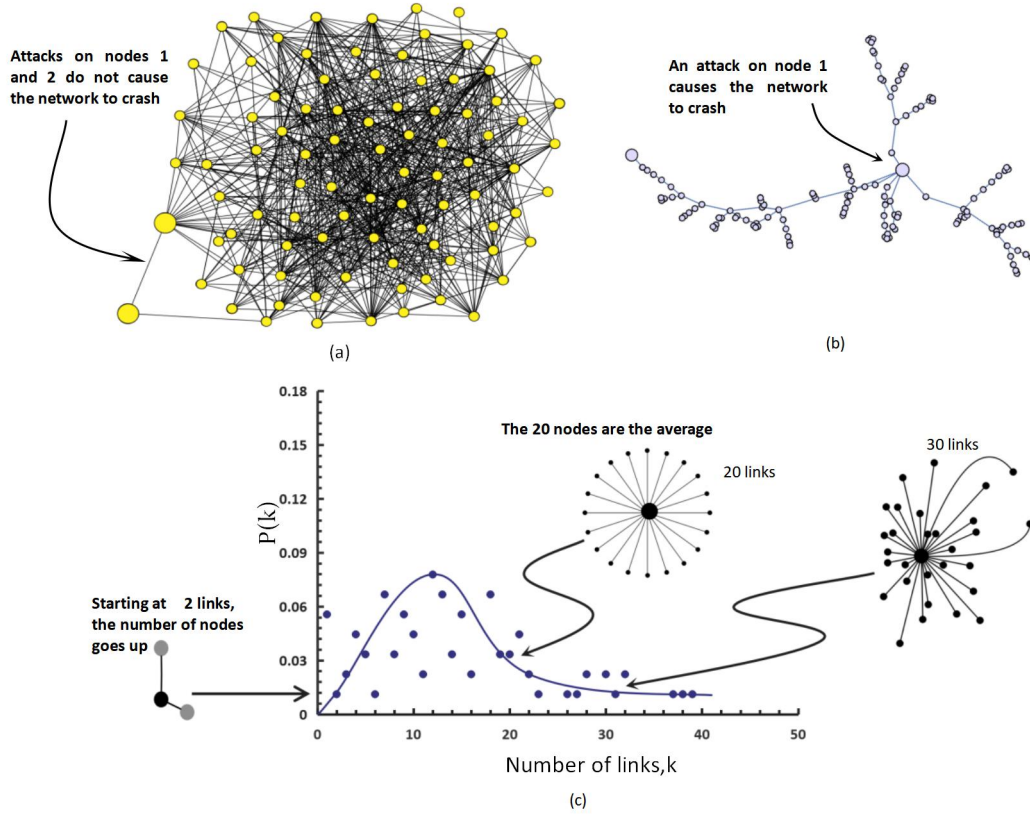 Attacks on nodes 1
and 2 do not cause
the network to crash
(a)
An attack on node 1
causes the network
to crash
(b)
0.18
0.15
0.12
0.09
0.06
0.03
0
P(k)
The 20 nodes are the average
20 links
30 links
Starting at 2 links,
the number of nodes
goes up
0 10 20 30 40 50
Number of links,k
(c)